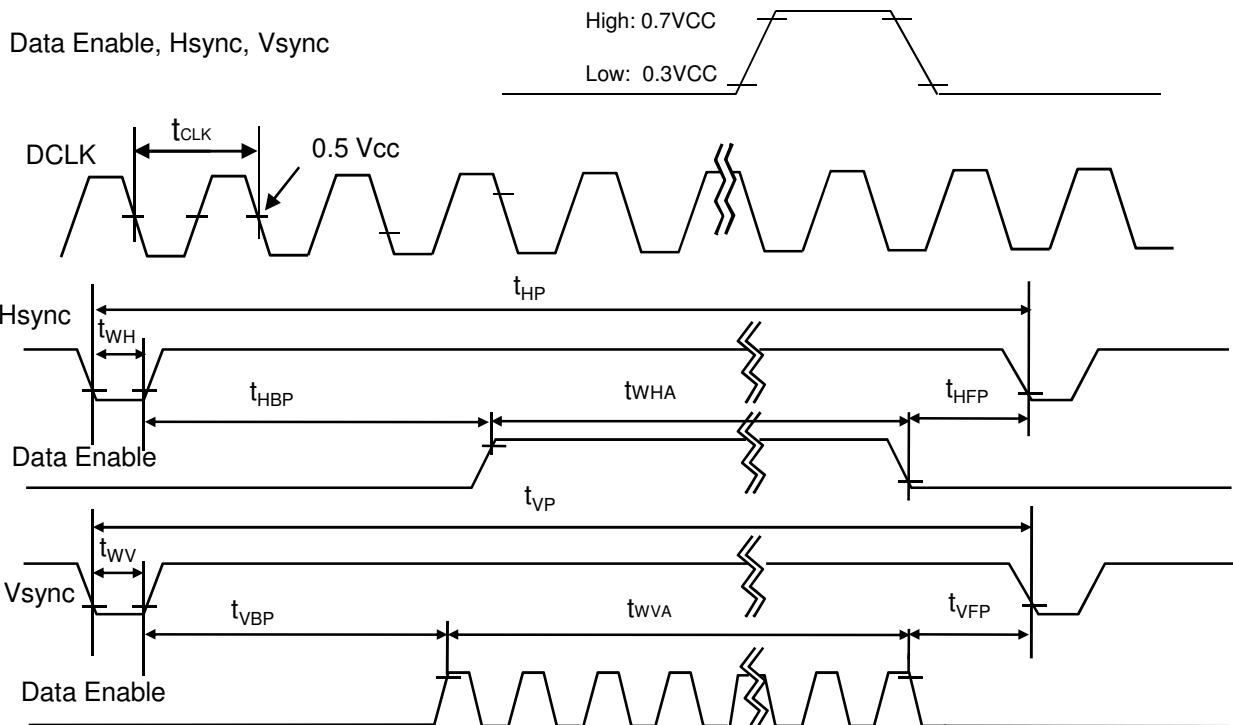 High: 0.7VCC
Data Enable, Hsync, Vsync
Low: 0.3VCC
tCLK
0.5 Vcc
DCLK
tHP
Hsync
tWH
tHBP
tWHA
tHFP
Data Enable
tVP
tWV
Vsync
tVBP
tWVA
tVFP
Data Enable